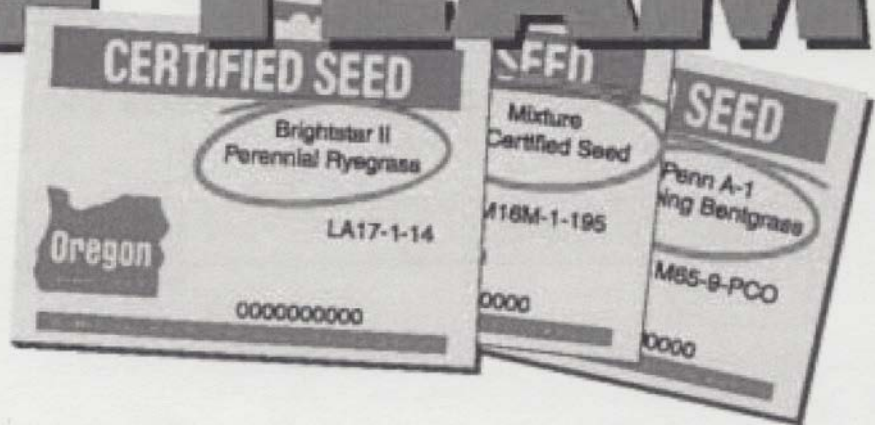 TEAM
CERTIFIED SEED
Brightstar II
Perennial Ryegrass
LA17-1-14
Oregon
0000000000
SEED
Mixture
Certified Seed
M16M-1-195
0000
SEED
Penn A-1
Bentgrass
M65-9-PCO
0000